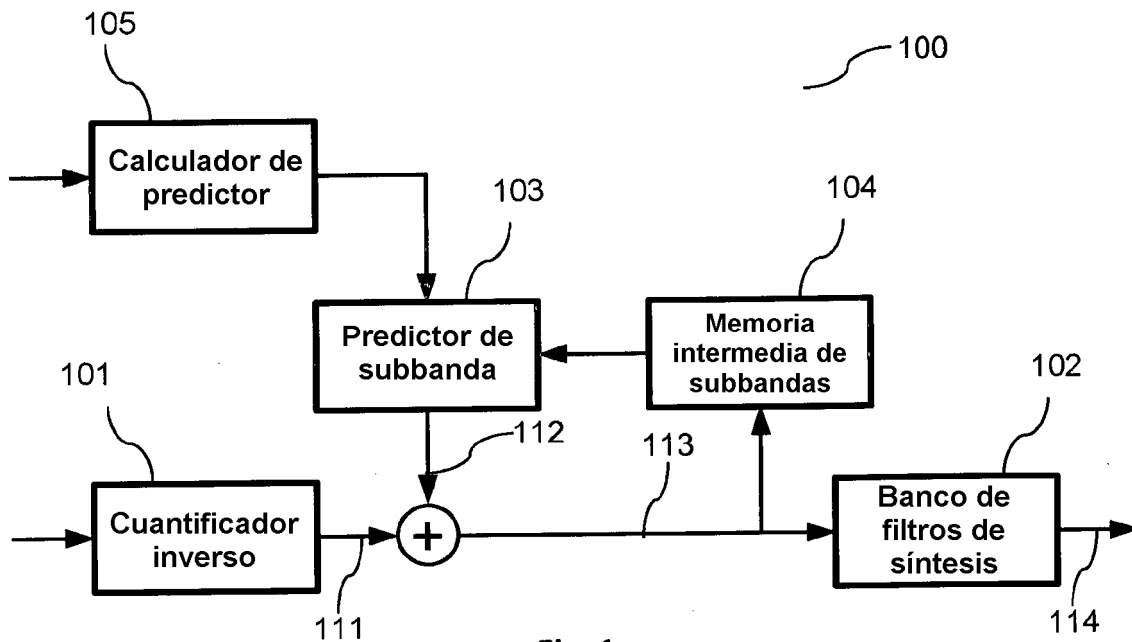 105
100
Calculador de
predictor
103
104
Predictor de
subbanda
Memoria
intermedia de
subbandas
101
102
112
113
Cuantificador
inverso
+
Banco de
filtros de
síntesis
111
114